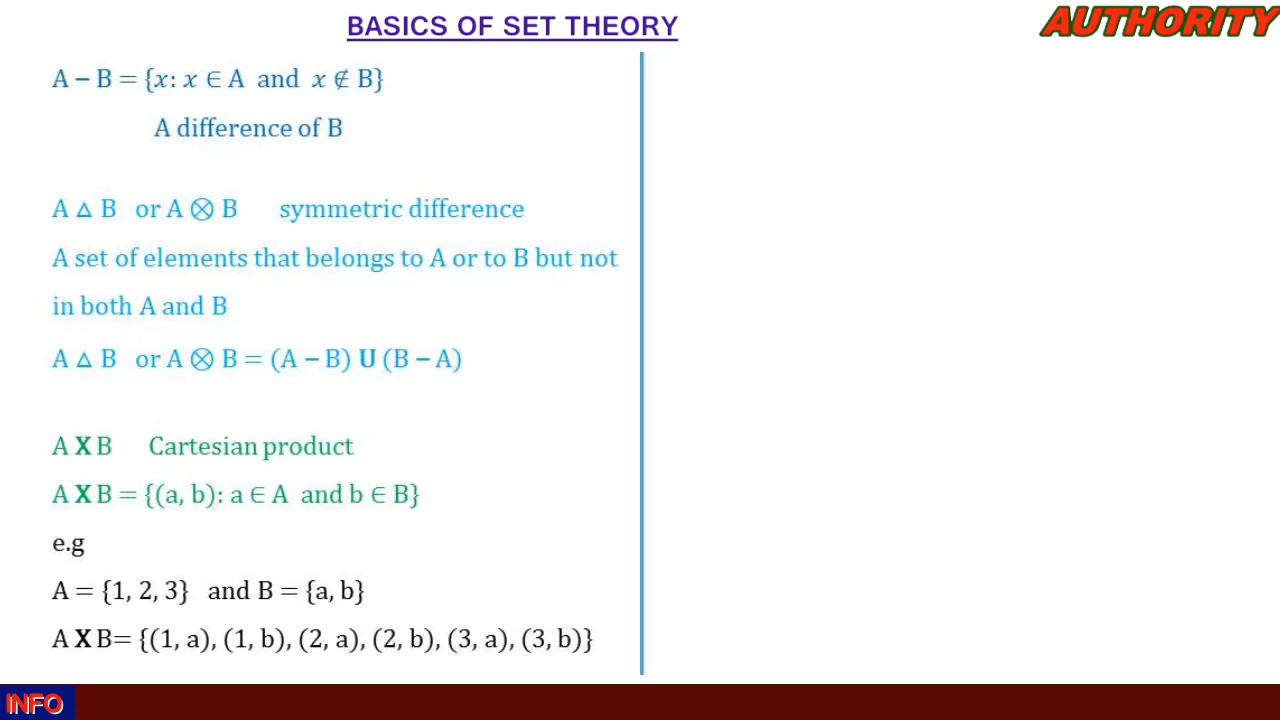 BASICS OF SET THEORY
AUTHORITY
A − B = {x: x ∈ A and x ∉ B}
A difference of B
A △ B or A ⊗ B symmetric difference
A set of elements that belongs to A or to B but not
in both A and B
A △ B or A ⊗ B = (A − B) U (B − A)
A X B Cartesian product
A X B = {(a, b): a ∈ A and b ∈ B}
e.g
A = {1, 2, 3} and B = {a, b}
A X B= {(1, a), (1, b), (2, a), (2, b), (3, a), (3, b)}
INFO